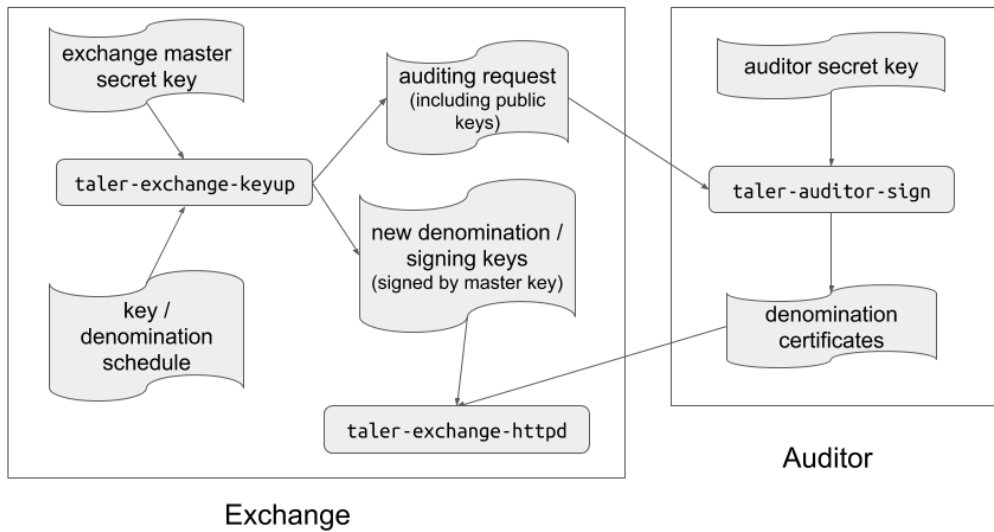 exchange master
secret key
auditing request
(including public
keys)
auditor secret key
taler-exchange-keyup
taler-auditor-sign
new denomination /
signing keys
(signed by master key)
key /
denomination
schedule
denomination
certificates
taler-exchange-httpd
Auditor
Exchange